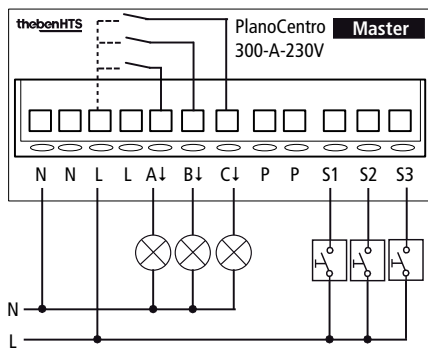 thebenHTS
PlanoCentro Master
300-A-230V
N N L L A↓ B↓ C↓ P P S1 S2 S3
N
L